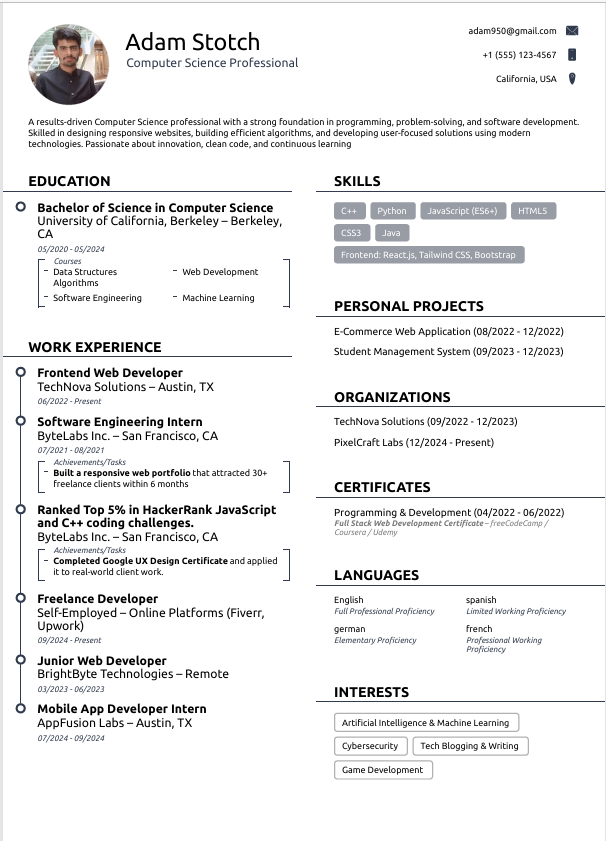 Adam Stotch
Computer Science Professional
adam950@gmail.com
+1 (555) 123-4567
California, USA
A results-driven Computer Science professional with a strong foundation in programming, problem-solving, and software development.
Skilled in designing responsive websites, building efficient algorithms, and developing user-focused solutions using modern
technologies. Passionate about innovation, clean code, and continuous learning
EDUCATION
Bachelor of Science in Computer Science
University of California, Berkeley – Berkeley,
CA
05/2020 - 05/2024
Courses
- Data Structures
Algorithms
- Web Development
- Software Engineering
- Machine Learning
WORK EXPERIENCE
Frontend Web Developer
TechNova Solutions – Austin, TX
06/2022 - Present
Software Engineering Intern
ByteLabs Inc. – San Francisco, CA
07/2021 - 08/2021
Achievements/Tasks
- Built a responsive web portfolio that attracted 30+
freelance clients within 6 months
Ranked Top 5% in HackerRank JavaScript
and C++ coding challenges.
ByteLabs Inc. – San Francisco, CA
Achievements/Tasks
- Completed Google UX Design Certificate and applied
it to real-world client work.
Freelance Developer
Self-Employed – Online Platforms (Fiverr,
Upwork)
09/2024 - Present
Junior Web Developer
BrightByte Technologies – Remote
03/2023 - 06/2023
Mobile App Developer Intern
AppFusion Labs – Austin, TX
07/2024 - 09/2024
SKILLS
C++ Python JavaScript (ES6+) HTML5
CSS3 Java
Frontend: React.js, Tailwind CSS, Bootstrap
PERSONAL PROJECTS
E-Commerce Web Application (08/2022 - 12/2022)
Student Management System (09/2023 - 12/2023)
ORGANIZATIONS
TechNova Solutions (09/2022 - 12/2023)
PixelCraft Labs (12/2024 - Present)
CERTIFICATES
Programming & Development (04/2022 - 06/2022)
Full Stack Web Development Certificate – freeCodeCamp /
Coursera / Udemy
LANGUAGES
English
Full Professional Proficiency
spanish
Limited Working Proficiency
german
Elementary Proficiency
french
Professional Working
Proficiency
INTERESTS
Artificial Intelligence & Machine Learning
Cybersecurity Tech Blogging & Writing
Game Development